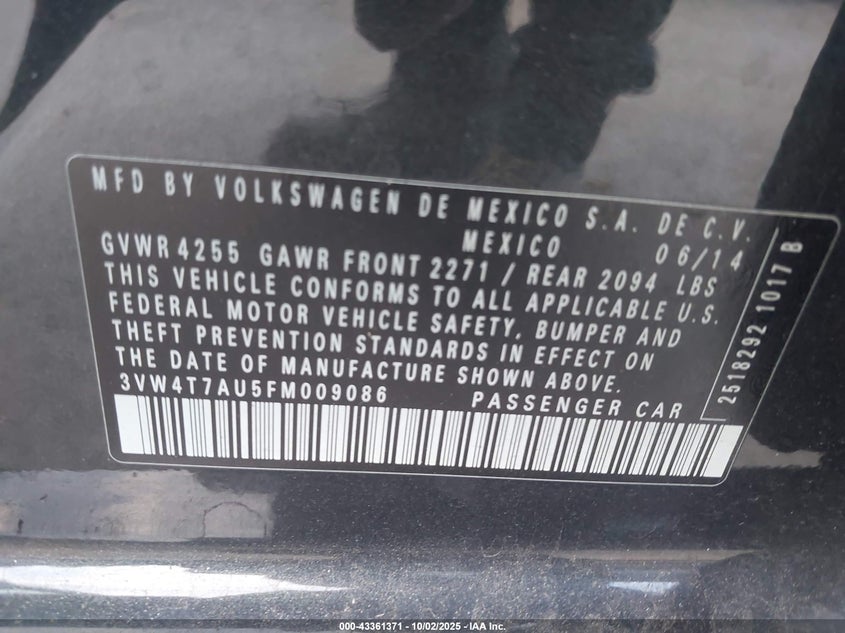 MFD BY VOLKSWAGEN DE MEXICO S.A. DE C.V.
MEXICO 06/14
GVWR 4255 GAWR FRONT 2271 / REAR 2094 LBS
THIS VEHICLE CONFORMS TO ALL APPLICABLE U.S.
FEDERAL MOTOR VEHICLE SAFETY, BUMPER AND
THEFT PREVENTION STANDARDS IN EFFECT ON
THE DATE OF MANUFACTURE SHOWN ABOVE.
3VW4T7AU5FM009086 PASSENGER CAR
2518292 1017 B
000-43361371 - 10/02/2025 - IAA Inc.